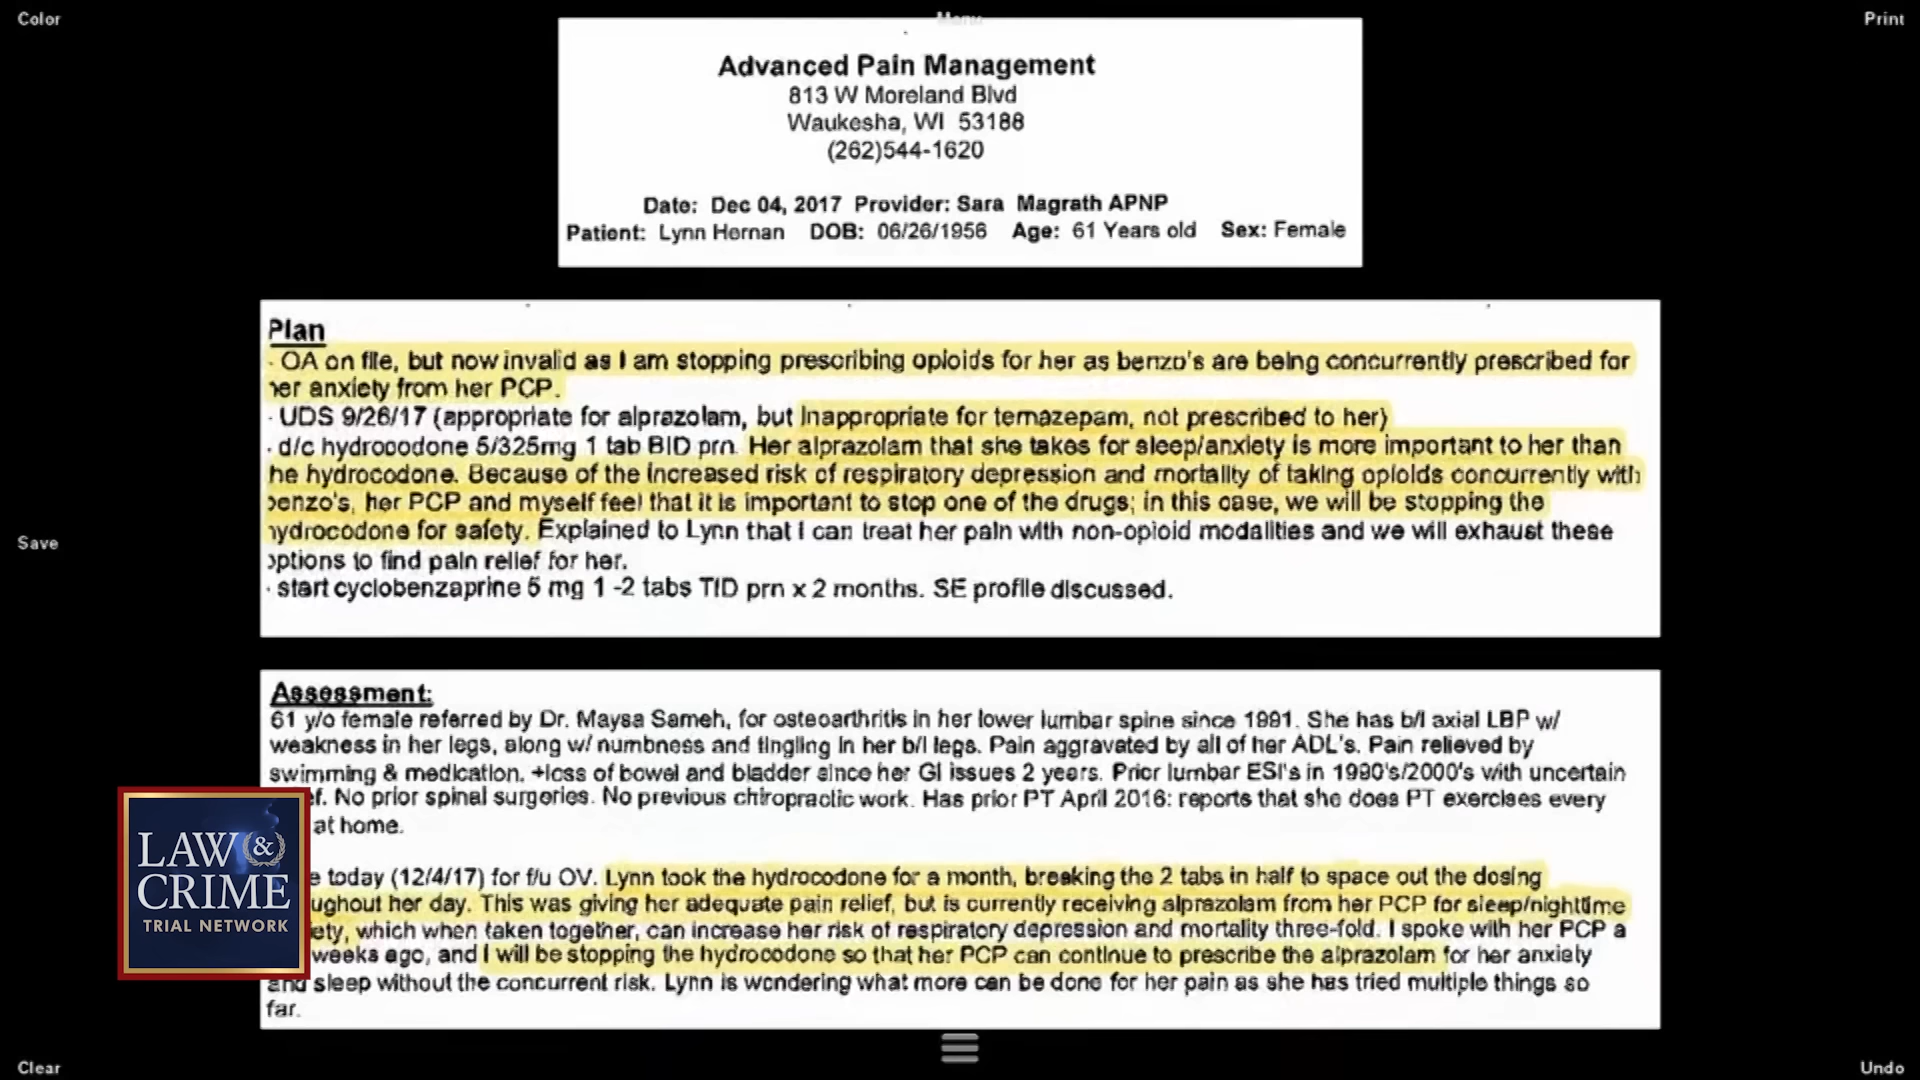 Color
Menu
Print
Advanced Pain Management
813 W Moreland Blvd
Waukesha, WI 53188
(262)544-1620
Date: Dec 04, 2017 Provider: Sara Magrath APNP
Patient: Lynn Hernan DOB: 06/26/1956 Age: 61 Years old Sex: Female
Plan
· OA on file, but now invalid as I am stopping prescribing opioids for her as benzo's are being concurrently prescribed for
her anxiety from her PCP.
· UDS 9/26/17 (appropriate for alprazolam, but inappropriate for temazepam, not prescribed to her)
· d/c hydrocodone 5/325mg 1 tab BID prn. Her alprazolam that she takes for sleep/anxiety is more important to her than
he hydrocodone. Because of the increased risk of respiratory depression and mortality of taking opioids concurrently with
benzo's, her PCP and myself feel that it is important to stop one of the drugs; in this case, we will be stopping the
hydrocodone for safety. Explained to Lynn that I can treat her pain with non-opioid modalities and we will exhaust these
options to find pain relief for her.
· start cyclobenzaprine 5 mg 1 -2 tabs TID prn x 2 months. SE profile discussed.
Save
Assessment:
61 y/o female referred by Dr. Maysa Sameh, for osteoarthritis in her lower lumbar spine since 1991. She has b/l axial LBP w/
weakness in her legs, along w/ numbness and tingling in her b/l legs. Pain aggravated by all of her ADL's. Pain relieved by
swimming & medication. +loss of bowel and bladder since her GI issues 2 years. Prior lumbar ESI's in 1990's/2000's with uncertain
ef. No prior spinal surgeries. No previous chiropractic work. Has prior PT April 2016: reports that she does PT exercises every
at home.
e today (12/4/17) for f/u OV. Lynn took the hydrocodone for a month, breaking the 2 tabs in half to space out the dosing
ughout her day. This was giving her adequate pain relief, but is currently receiving alprazolam from her PCP for sleep/nighttime
ety, which when taken together, can increase her risk of respiratory depression and mortality three-fold. I spoke with her PCP a
weeks ago, and I will be stopping the hydrocodone so that her PCP can continue to prescribe the alprazolam for her anxiety
and sleep without the concurrent risk. Lynn is wondering what more can be done for her pain as she has tried multiple things so
far.
LAW &
CRIME
TRIAL NETWORK
Clear
Undo